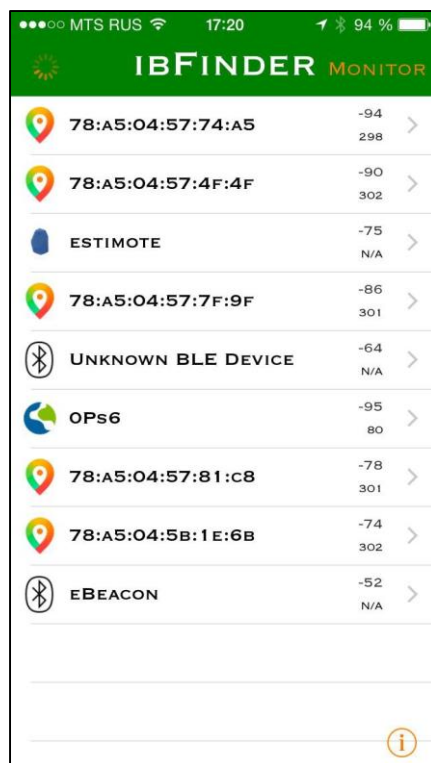 MTS RUS 17:20 94 %
IBFINDER MONITOR
78:A5:04:57:74:A5 -94
298
78:A5:04:57:4F:4F -90
302
ESTIMOTE -75
N/A
78:A5:04:57:7F:9F -86
301
UNKNOWN BLE DEVICE -64
N/A
OPS6 -95
80
78:A5:04:57:81:C8 -78
301
78:A5:04:5B:1E:6B -74
302
EBEACON -52
N/A
i